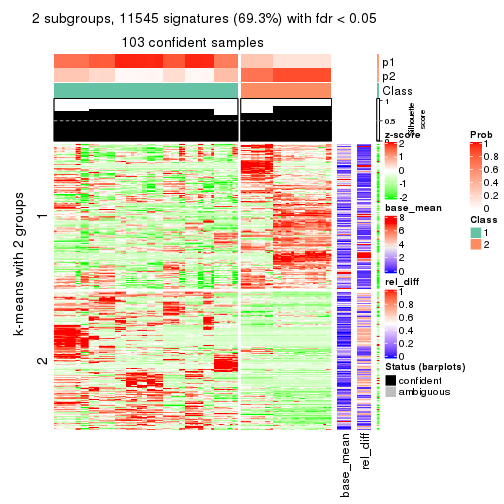 2 subgroups, 11545 signatures (69.3%) with fdr < 0.05
103 confident samples
p1
p2
Class
1
0.5
0
Silhouette
score
k-means with 2 groups
1
2
z-score
2
1
0
-1
-2
base_mean
8
6
4
2
0
rel_diff
1
0.8
0.6
0.4
0.2
0
Status (barplots)
confident
ambiguous
Prob
1
0.8
0.6
0.4
0.2
0
Class
1
2
base_mean
rel_diff